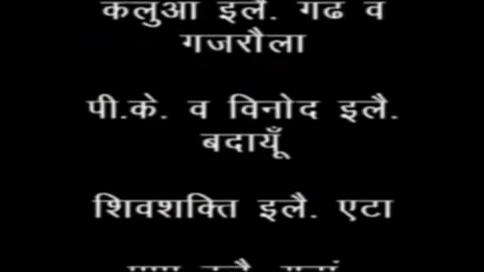 कलुआ इलै. गढ व
गजरौला
पी.के. व विनोद इलै.
बदायूँ
शिवशक्ति इलै. एटा